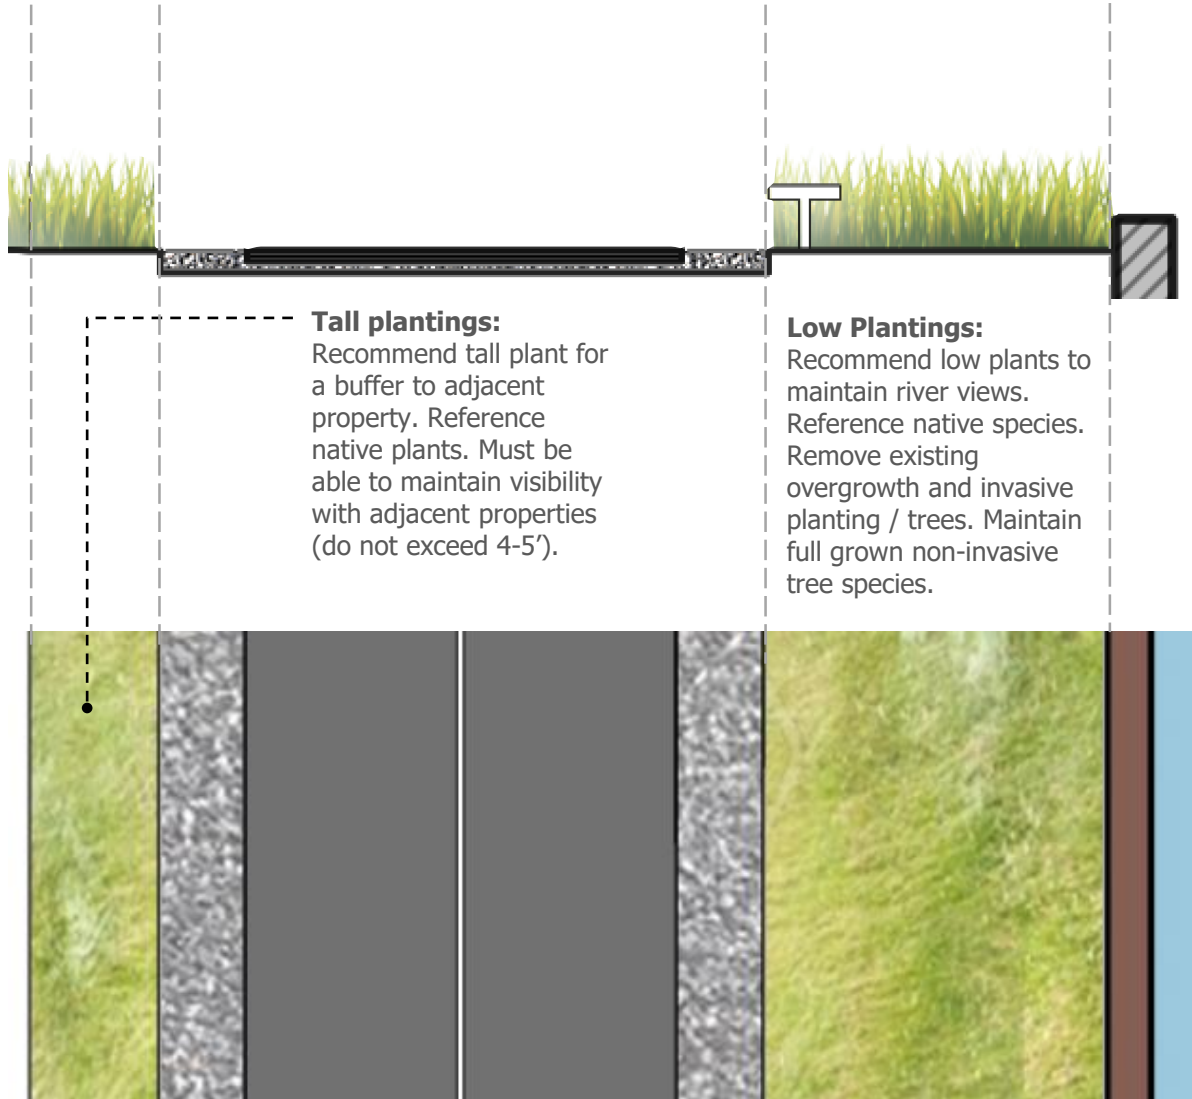 Tall plantings:
Recommend tall plant for
a buffer to adjacent
property. Reference
native plants. Must be
able to maintain visibility
with adjacent properties
(do not exceed 4-5’).
Low Plantings:
Recommend low plants to
maintain river views.
Reference native species.
Remove existing
overgrowth and invasive
planting / trees. Maintain
full grown non-invasive
tree species.